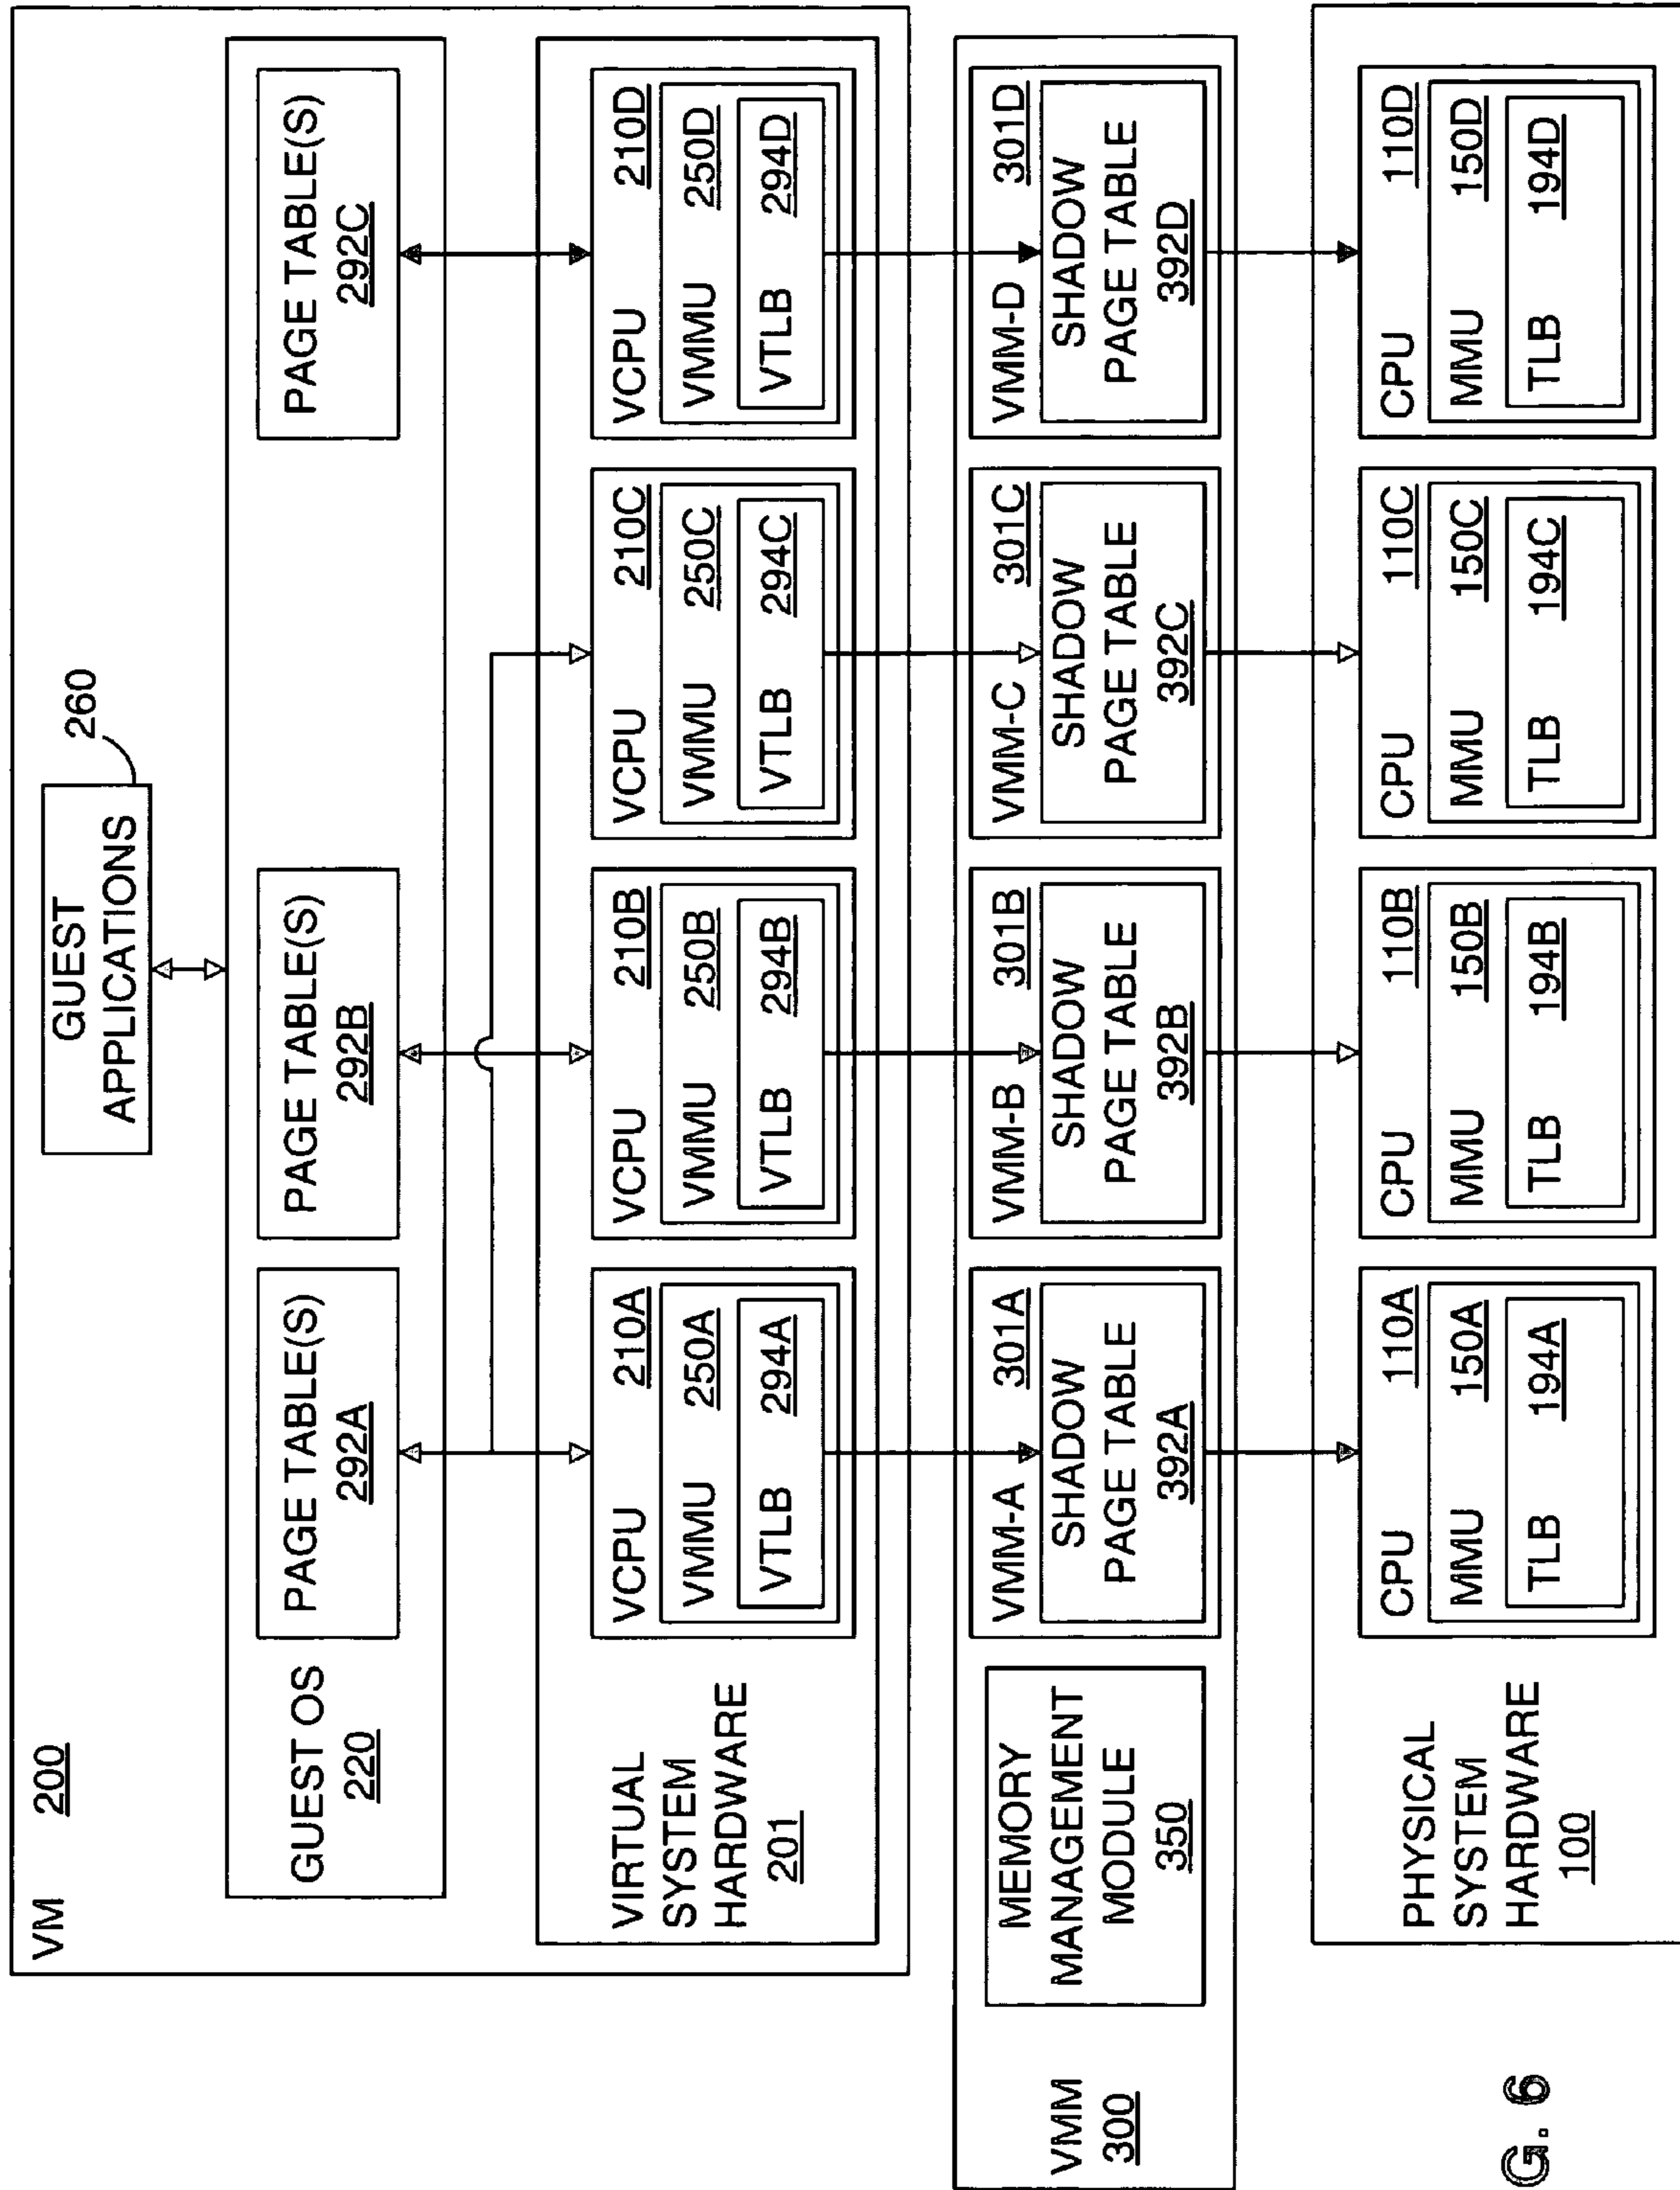 VM 200
GUEST
APPLICATIONS
260
GUEST OS
220
PAGE TABLE(S)
292A
PAGE TABLE(S)
292B
PAGE TABLE(S)
292C
VIRTUAL
SYSTEM
HARDWARE
201
VCPU 210A
VMMU 250A
VTLB 294A
VCPU 210B
VMMU 250B
VTLB 294B
VCPU 210C
VMMU 250C
VTLB 294C
VCPU 210D
VMMU 250D
VTLB 294D
VMM
300
MEMORY
MANAGEMENT
MODULE
350
VMM-A 301A
SHADOW
PAGE TABLE
392A
VMM-B 301B
SHADOW
PAGE TABLE
392B
VMM-C 301C
SHADOW
PAGE TABLE
392C
VMM-D 301D
SHADOW
PAGE TABLE
392D
PHYSICAL
SYSTEM
HARDWARE
100
CPU 110A
MMU 150A
TLB 194A
CPU 110B
MMU 150B
TLB 194B
CPU 110C
MMU 150C
TLB 194C
CPU 110D
MMU 150D
TLB 194D
G. 6